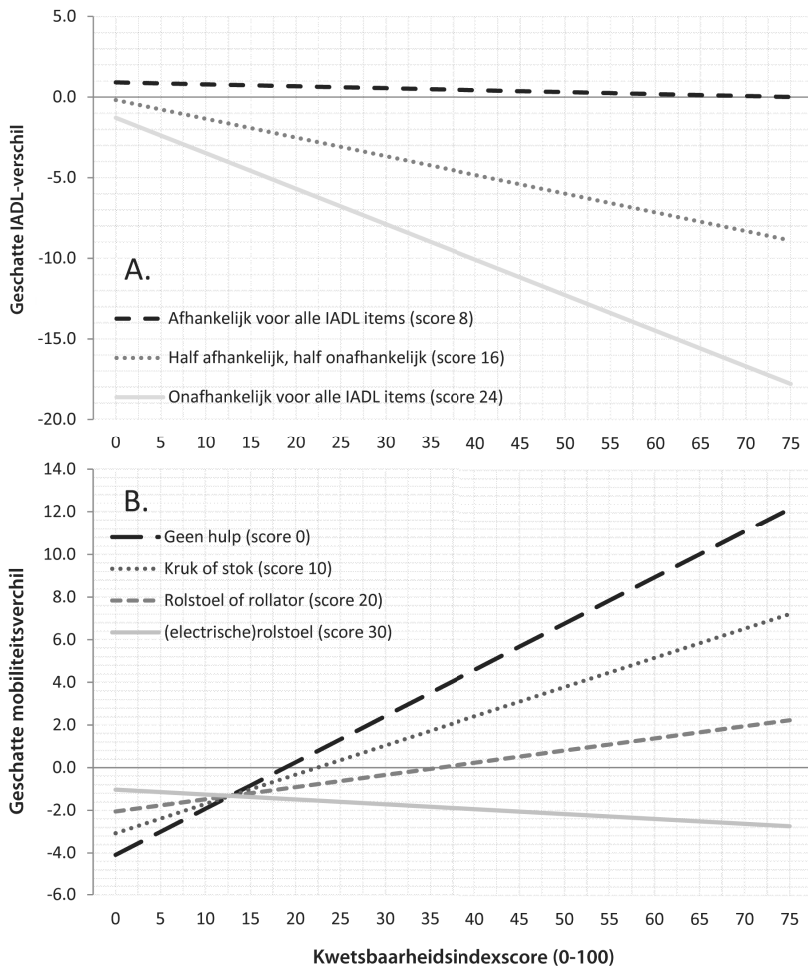 5.0
0.0
-5.0
-10.0
-15.0
-20.0
Geschatte IADL-verschil
A.
Afhankelijk voor alle IADL items (score 8)
Half afhankelijk, half onafhankelijk (score 16)
Onafhankelijk voor alle IADL items (score 24)
0 5 10 15 20 25 30 35 40 45 50 55 60 65 70 75
14.0
12.0
10.0
8.0
6.0
4.0
2.0
0.0
-2.0
-4.0
-6.0
Geschatte mobiliteitsverchil
B.
Geen hulp (score 0)
Kruk of stok (score 10)
Rolstoel of rollator (score 20)
(electrische)rolstoel (score 30)
0 5 10 15 20 25 30 35 40 45 50 55 60 65 70 75
Kwetsbaarheidsindexscore (0-100)